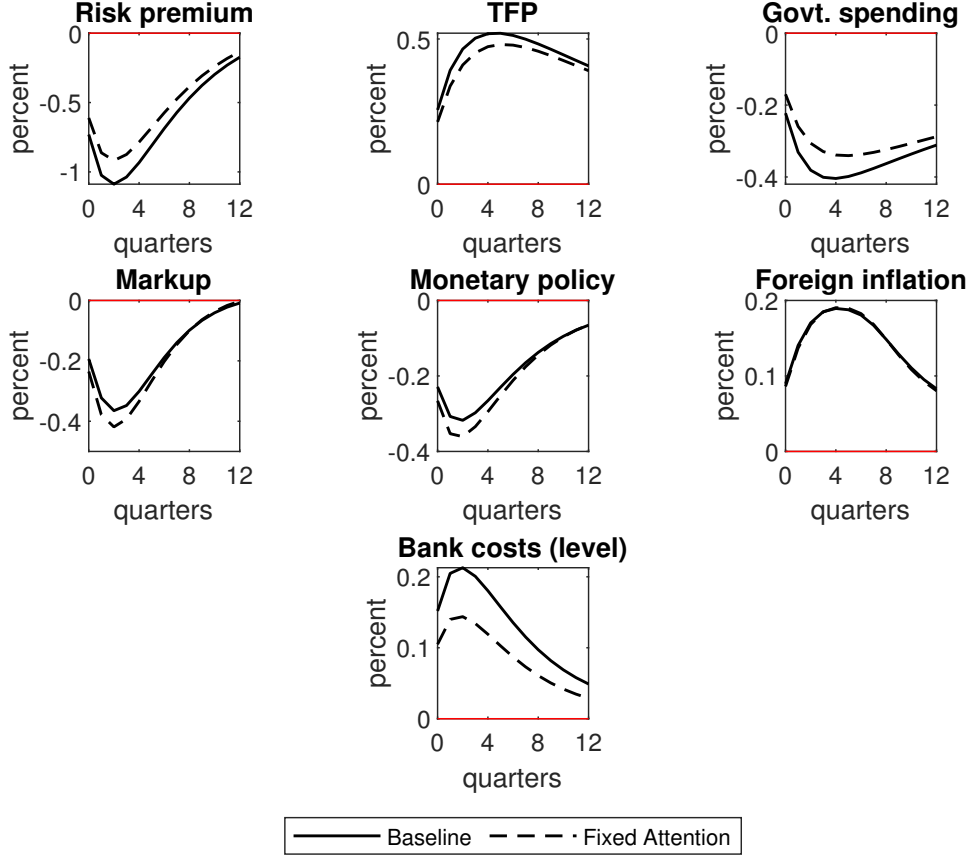 Risk premium
TFP
Govt. spending
0
-0.5
-1
percent
0 4 8 12
quarters
0.5
0
percent
0 4 8 12
quarters
0
-0.2
-0.4
percent
0 4 8 12
quarters
Markup
Monetary policy
Foreign inflation
0
-0.2
-0.4
percent
0 4 8 12
quarters
0
-0.2
-0.4
percent
0 4 8 12
quarters
0.2
0.1
0
percent
0 4 8 12
quarters
Bank costs (level)
0.2
0.1
0
percent
0 4 8 12
quarters
Baseline Fixed Attention